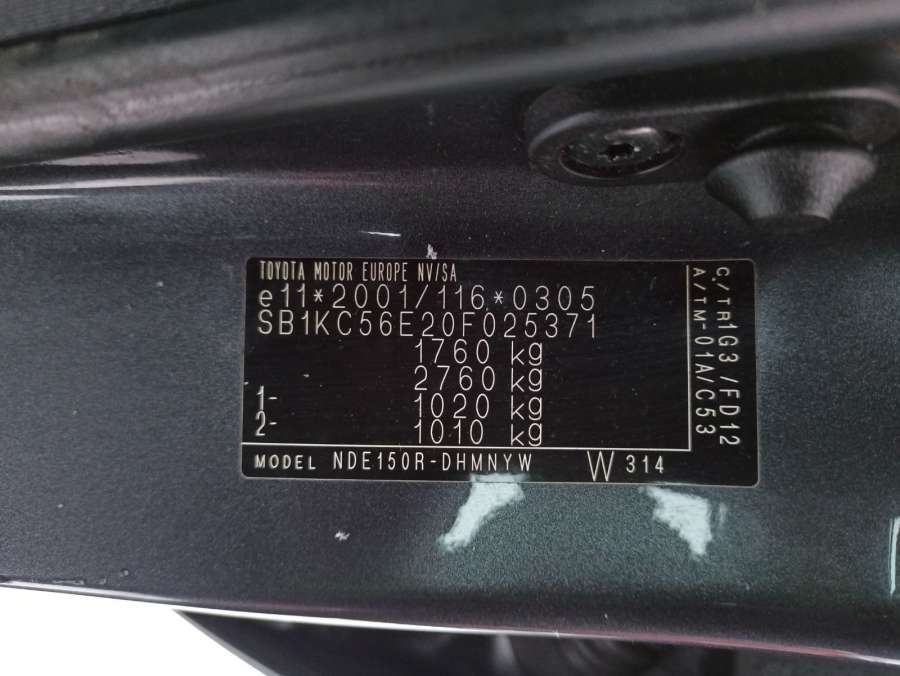 TOYOTA MOTOR EUROPE NV/SA
e11*2001/116*0305
SB1KC56E20F025371
1760 kg
2760 kg
1- 1020 kg
2- 1010 kg
MODEL NDE150R-DHMNYW W 314
C/TR1G3/FD12
A/TM-01A/C53